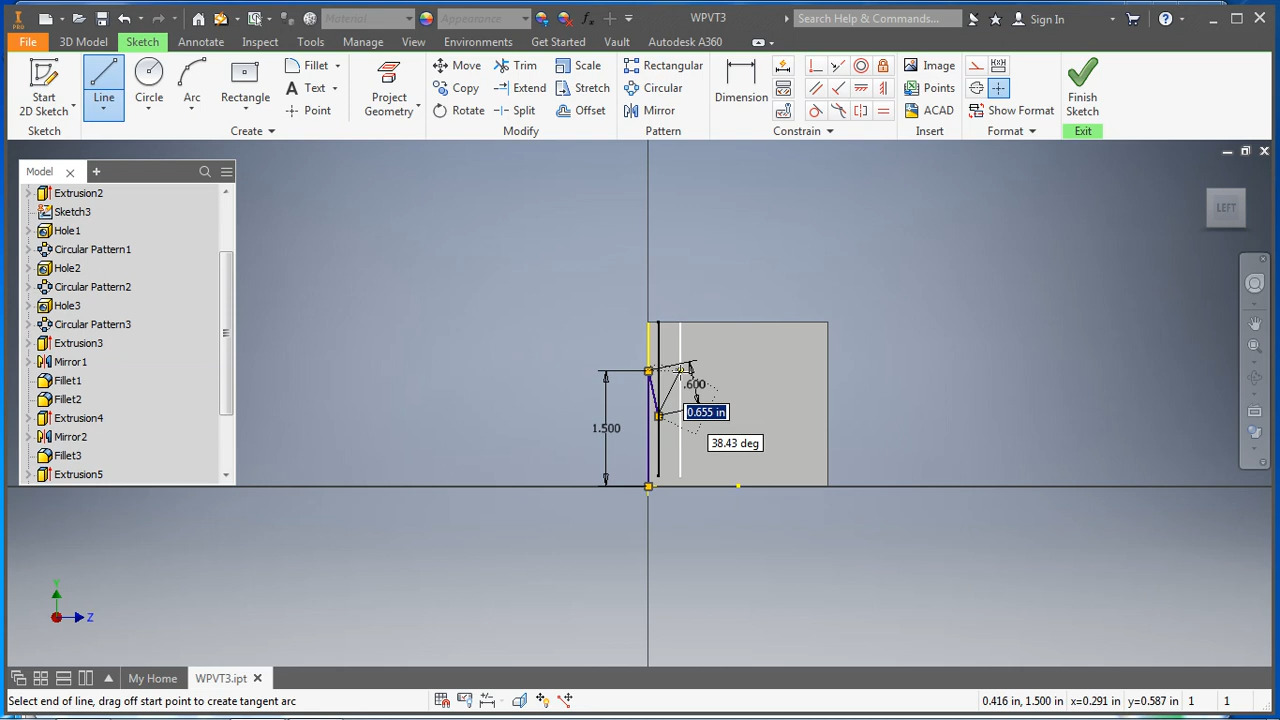 PRO
Material
Appearance
WPVT3
Search Help & Commands...
Sign In
File
3D Model
Sketch
Annotate
Inspect
Tools
Manage
View
Environments
Get Started
Vault
Autodesk A360
Start
2D Sketch
Line
Circle
Arc
Rectangle
Fillet
Text
Point
Project
Geometry
Move
Copy
Rotate
Trim
Extend
Split
Scale
Stretch
Offset
Rectangular
Circular
Mirror
Dimension
Image
Points
ACAD
Show Format
Finish
Sketch
Sketch
Create
Modify
Pattern
Constrain
Insert
Format
Exit
Model
Extrusion2
Sketch3
Hole1
Circular Pattern1
Hole2
Circular Pattern2
Hole3
Circular Pattern3
Extrusion3
Mirror1
Fillet1
Fillet2
Extrusion4
Mirror2
Fillet3
Extrusion5
LEFT
.600
0.655 in
1.500
38.43 deg
Y
Z
My Home
WPVT3.ipt
Select end of line, drag off start point to create tangent arc
0.416 in, 1.500 in
x=0.291 in
y=0.587 in
1
1